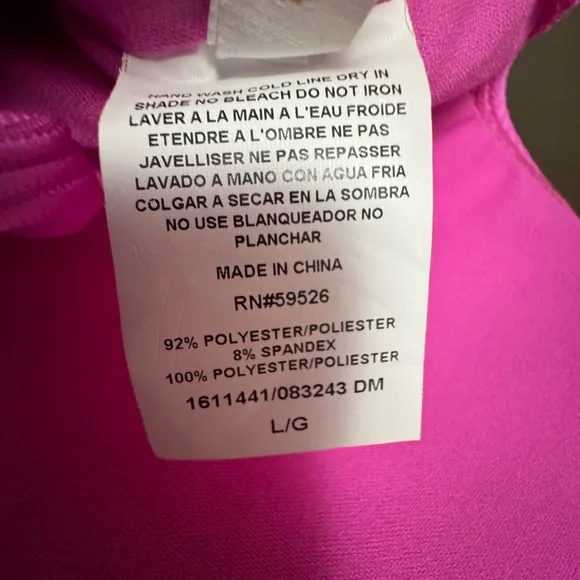 HAND WASH COLD LINE DRY IN
SHADE NO BLEACH DO NOT IRON
LAVER A LA MAIN A L'EAU FROIDE
ETENDRE A L'OMBRE NE PAS
JAVELLISER NE PAS REPASSER
LAVADO A MANO CON AGUA FRIA
COLGAR A SECAR EN LA SOMBRA
NO USE BLANQUEADOR NO
PLANCHAR
MADE IN CHINA
RN#59526
92% POLYESTER/POLIESTER
8% SPANDEX
100% POLYESTER/POLIESTER
1611441/083243 DM
L/G